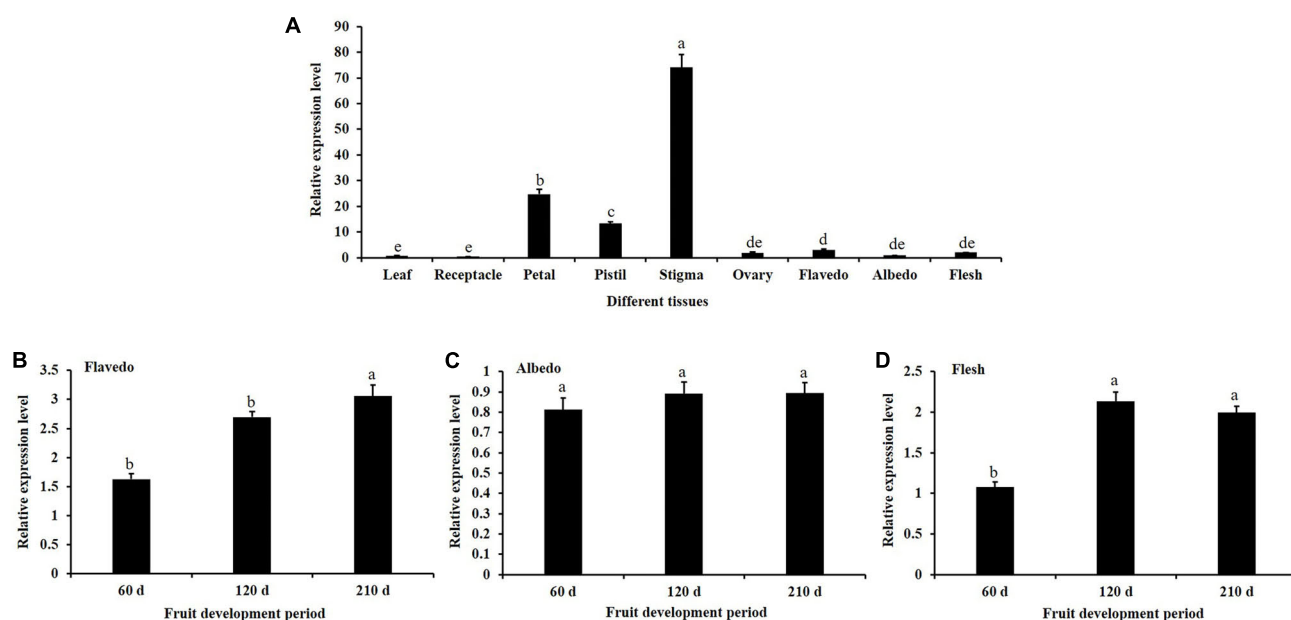 A
Relative expression level
90
80
70
60
50
40
30
20
10
0
a
b
c
e
e
de
d
de
de
Leaf Receptacle Petal Pistil Stigma Ovary Flavedo Albedo Flesh
Different tissues
B
Flavedo
Relative expression level
3.5
3
2.5
2
1.5
1
0.5
0
b
b
a
60 d 120 d 210 d
Fruit development period
C
Albedo
Relative expression level
1
0.9
0.8
0.7
0.6
0.5
0.4
0.3
0.2
0.1
0
a
a
a
60 d 120 d 210 d
Fruit development period
D
Flesh
Relative expression level
2.5
2
1.5
1
0.5
0
b
a
a
60 d 120 d 210 d
Fruit development period